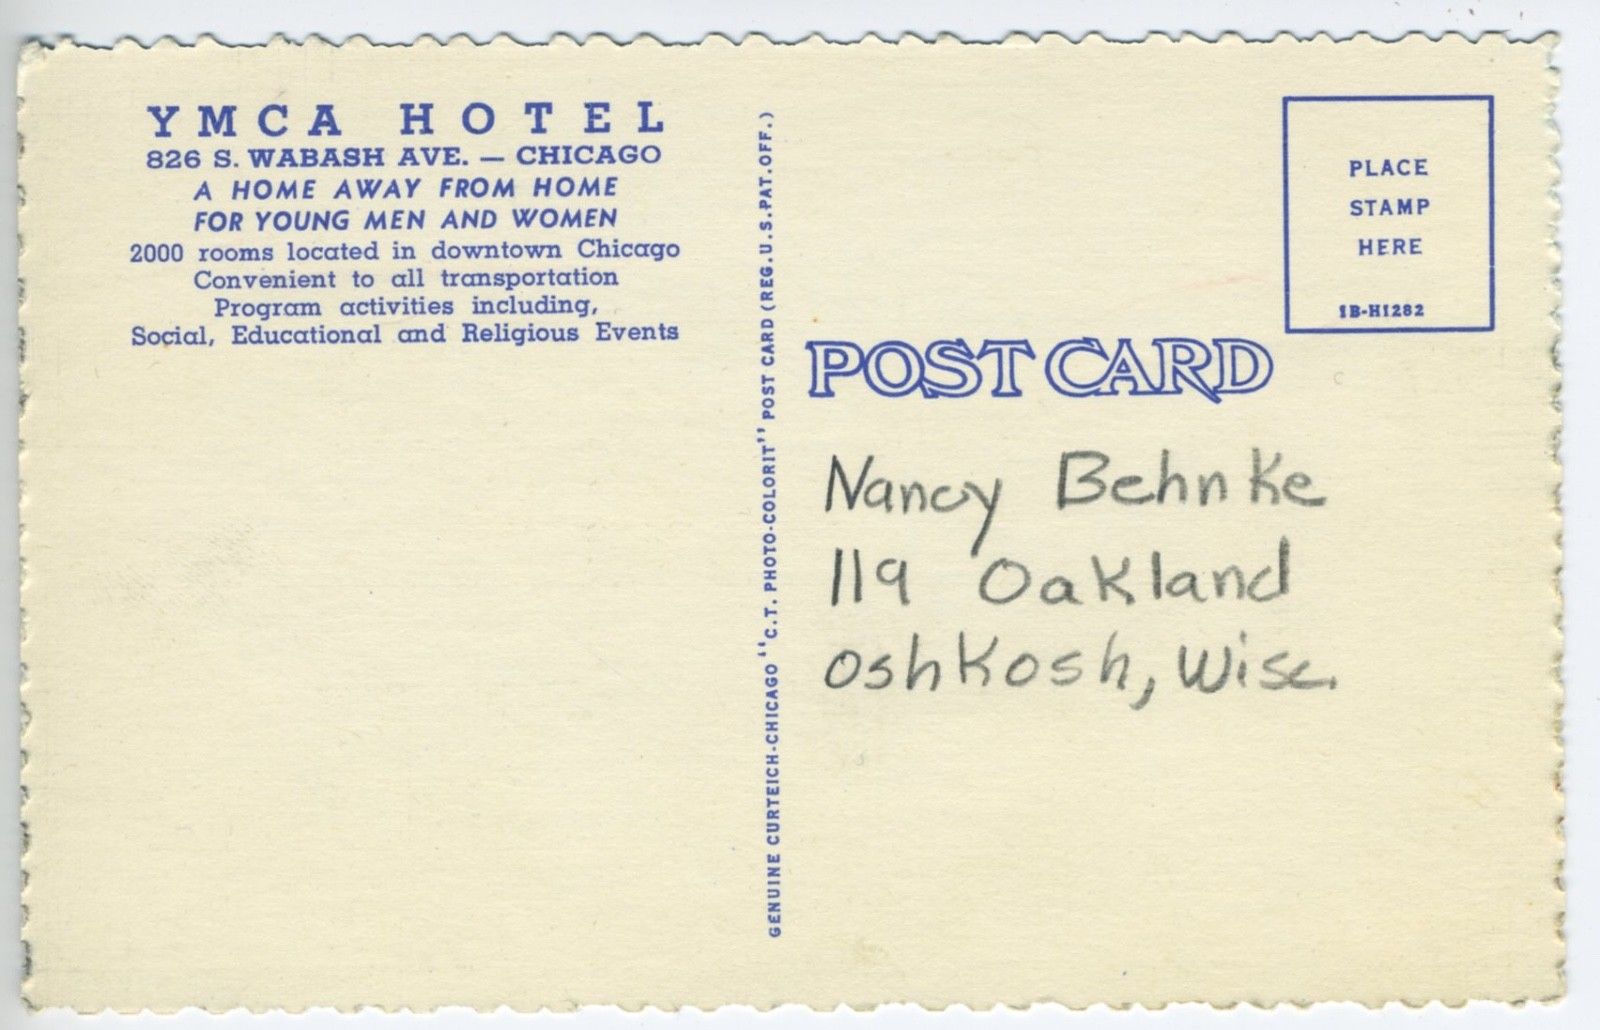 YMCA HOTEL
826 S. WABASH AVE. — CHICAGO
A HOME AWAY FROM HOME
FOR YOUNG MEN AND WOMEN
2000 rooms located in downtown Chicago
Convenient to all transportation
Program activities including,
Social, Educational and Religious Events
GENUINE CURTEICH-CHICAGO "C.T. PHOTO-COLORIT" POST CARD (REG. U.S. PAT. OFF.)
PLACE
STAMP
HERE
1B-H1282
POST CARD
Nancy Behnke
119 Oakland
Oshkosh, Wisc.